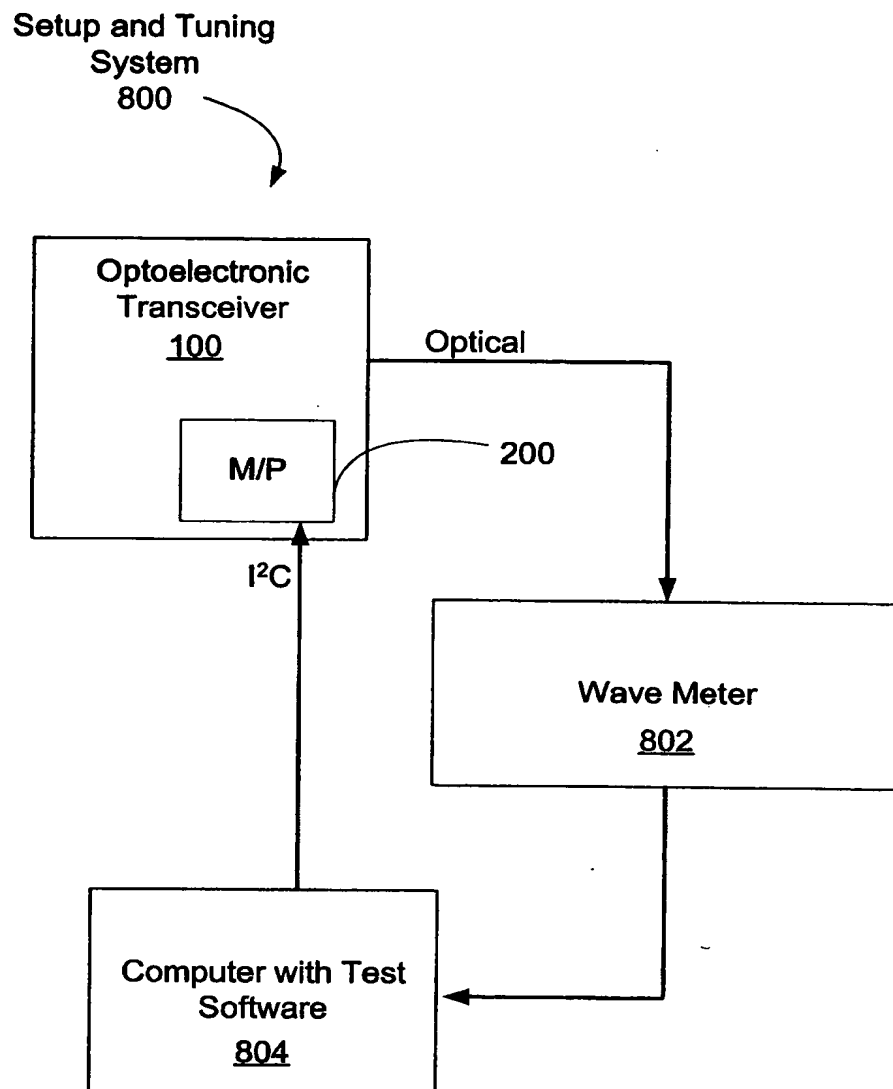 Setup and Tuning
System
800
Optoelectronic
Transceiver
100
Optical
M/P
200
I²C
Wave Meter
802
Computer with Test
Software
804